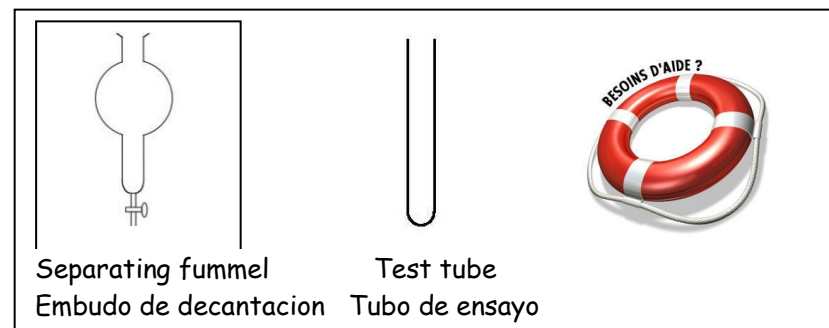 BESOINS D'AIDE ?
Separating fummel Test tube
Embudo de decantacion Tubo de ensayo